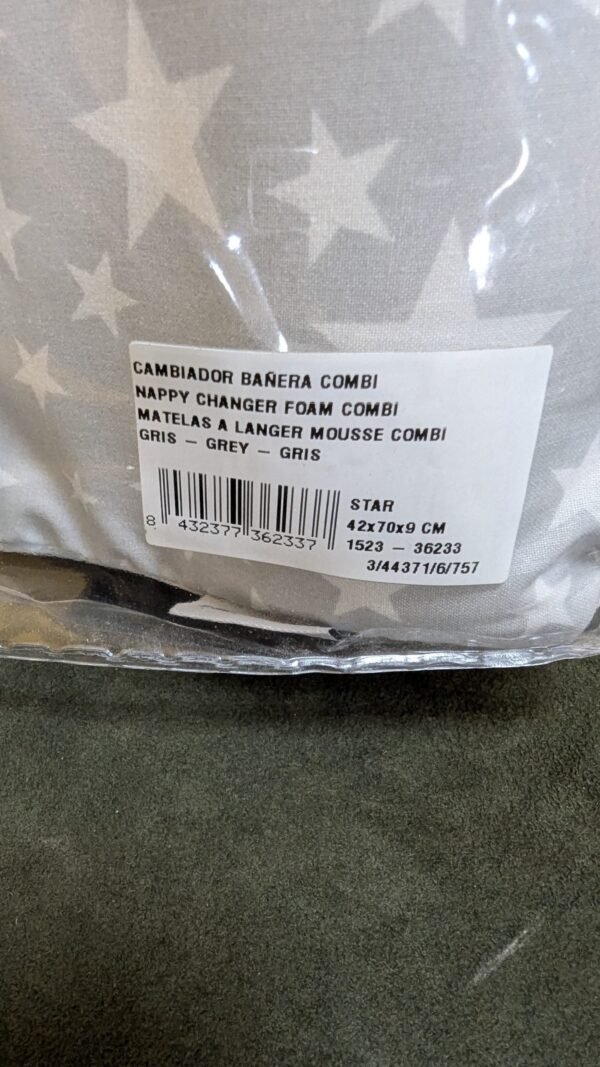 CAMBIADOR BAÑERA COMBI
NAPPY CHANGER FOAM COMBI
MATELAS A LANGER MOUSSE COMBI
GRIS – GREY – GRIS
STAR
42x70x9 CM
1523 – 36233
3/44371/6/757
8 432377 362337